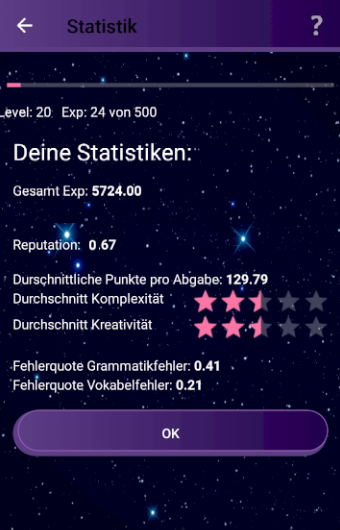 Statistik
?
Level: 20 Exp: 24 von 500
Deine Statistiken:
Gesamt Exp: 5724.00
Reputation: 0.67
Durschnittliche Punkte pro Abgabe: 129.79
Durchschnitt Komplexität
Durchschnitt Kreativität
Fehlerquote Grammatikfehler: 0.41
Fehlerquote Vokabelfehler: 0.21
OK